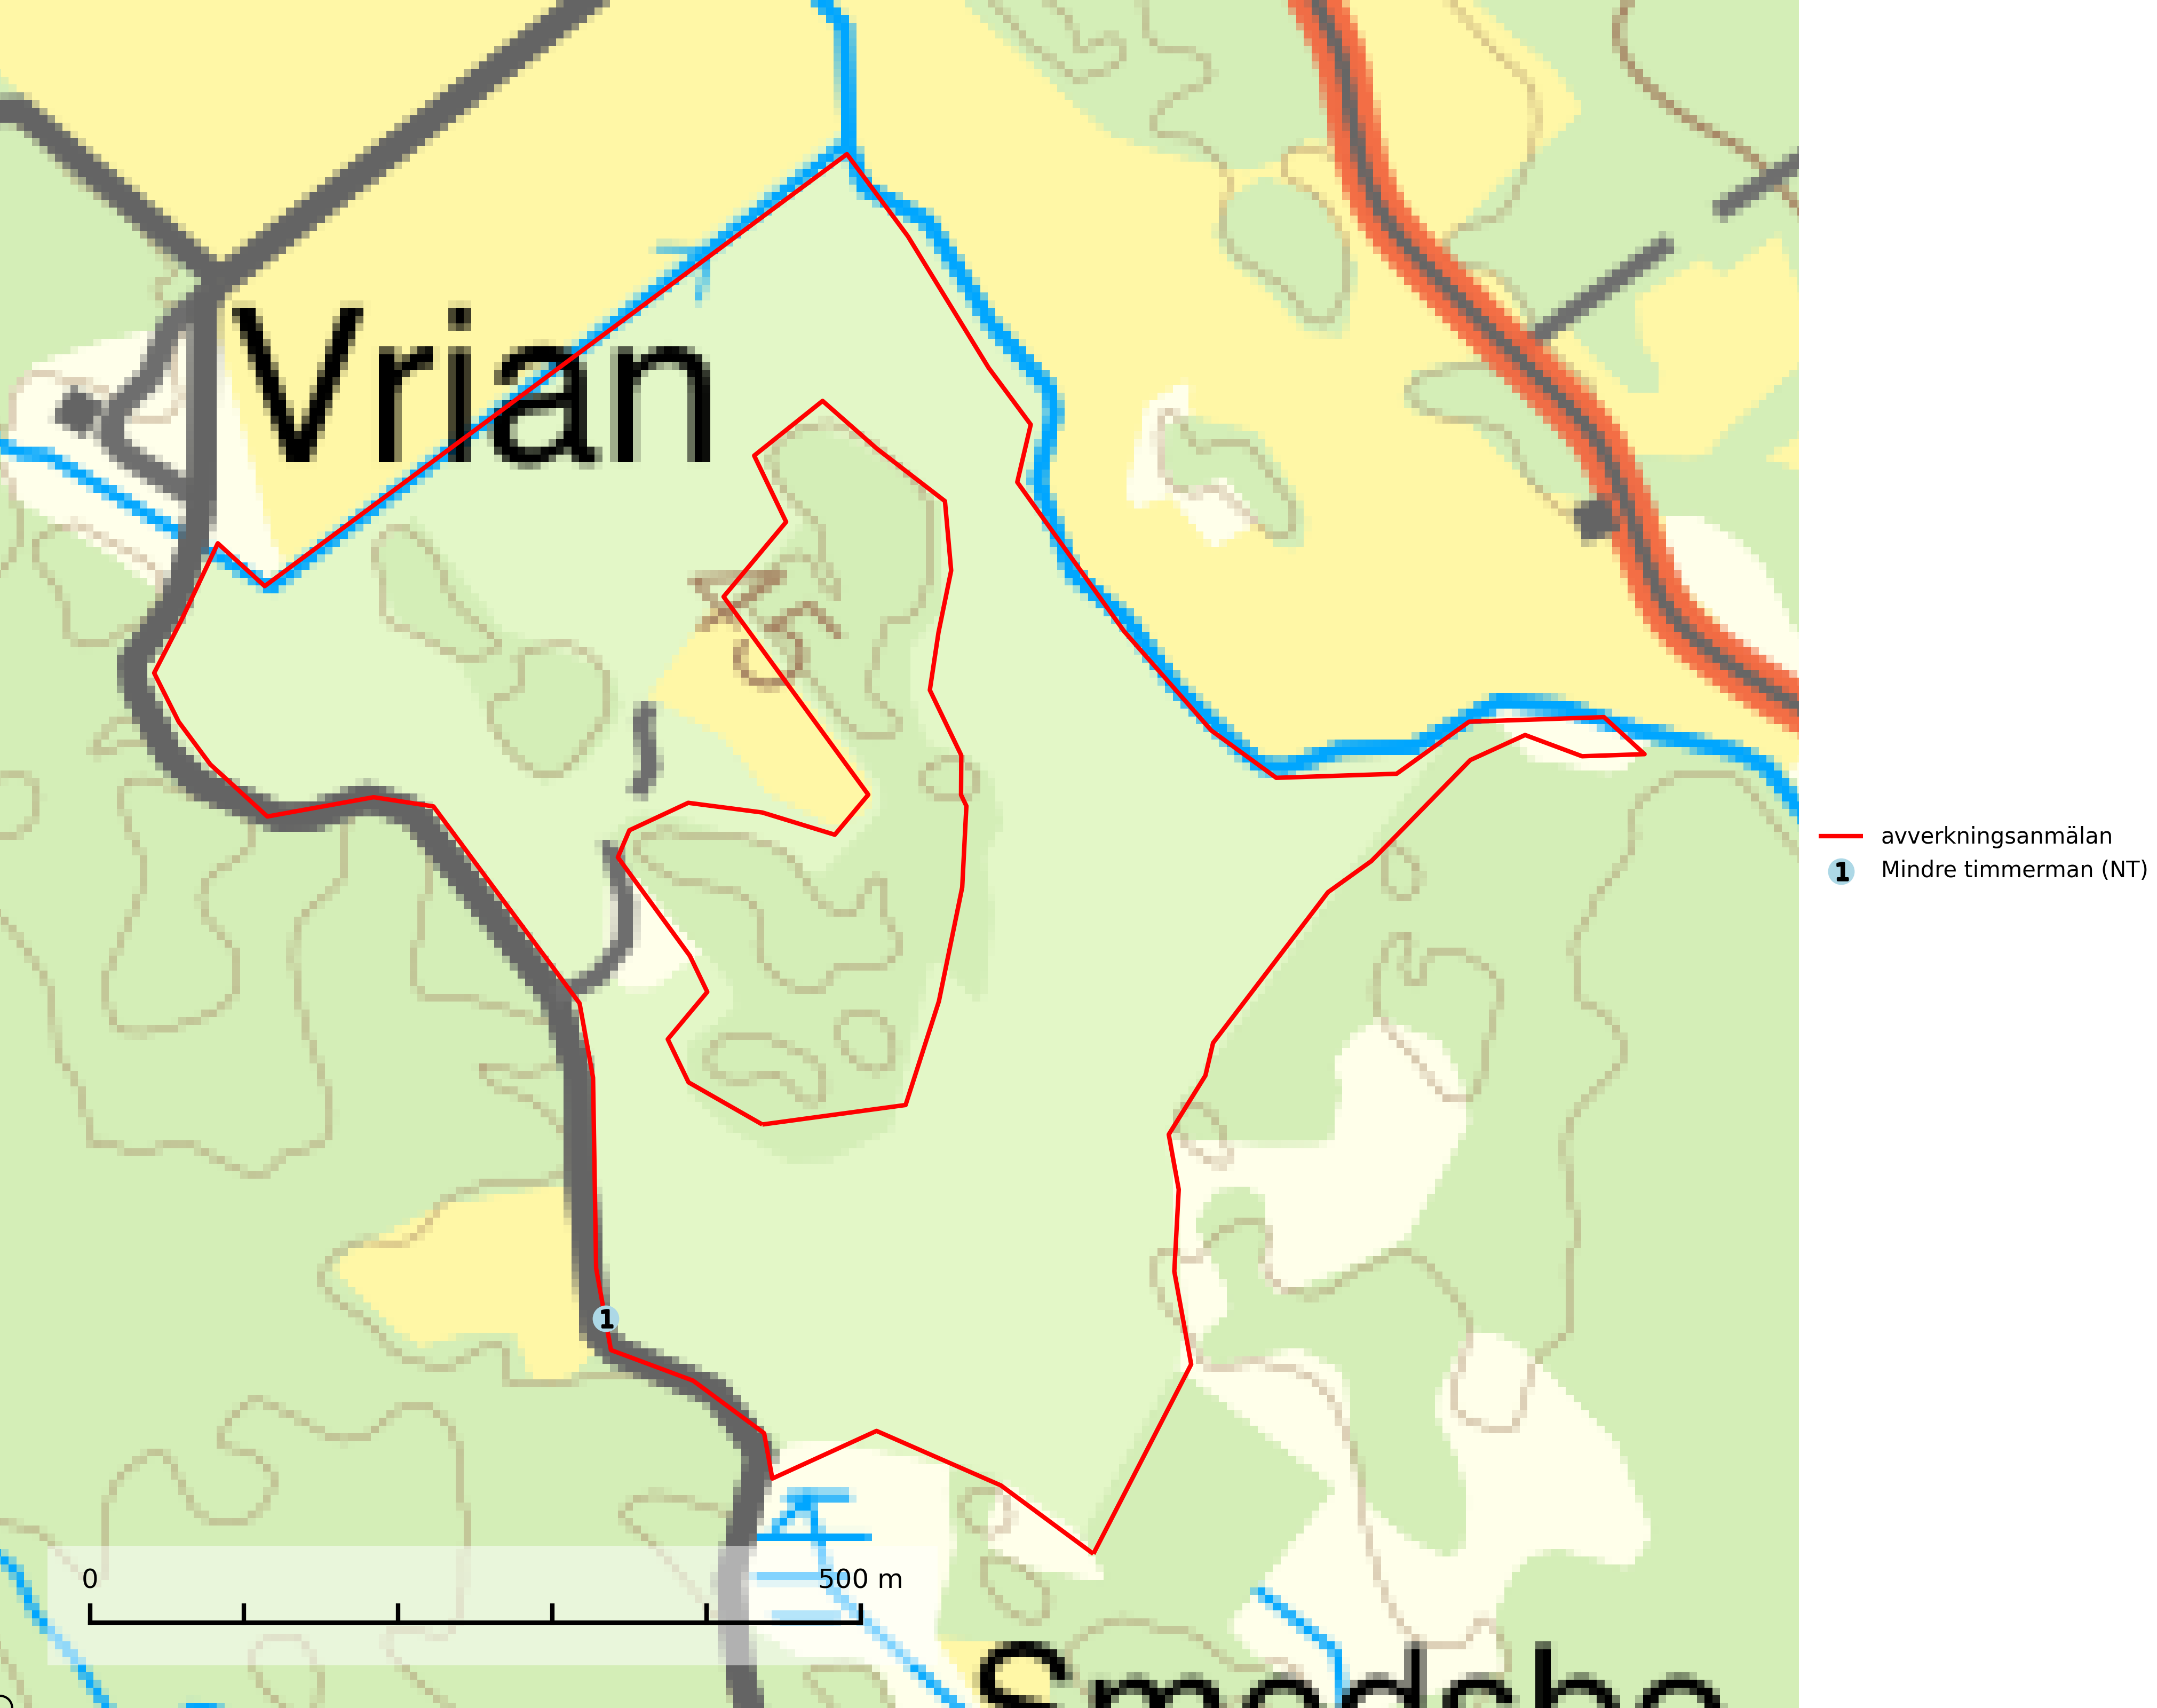 Vrian
avverkningsanmälan
1 Mindre timmerman (NT)
1
0 500 m